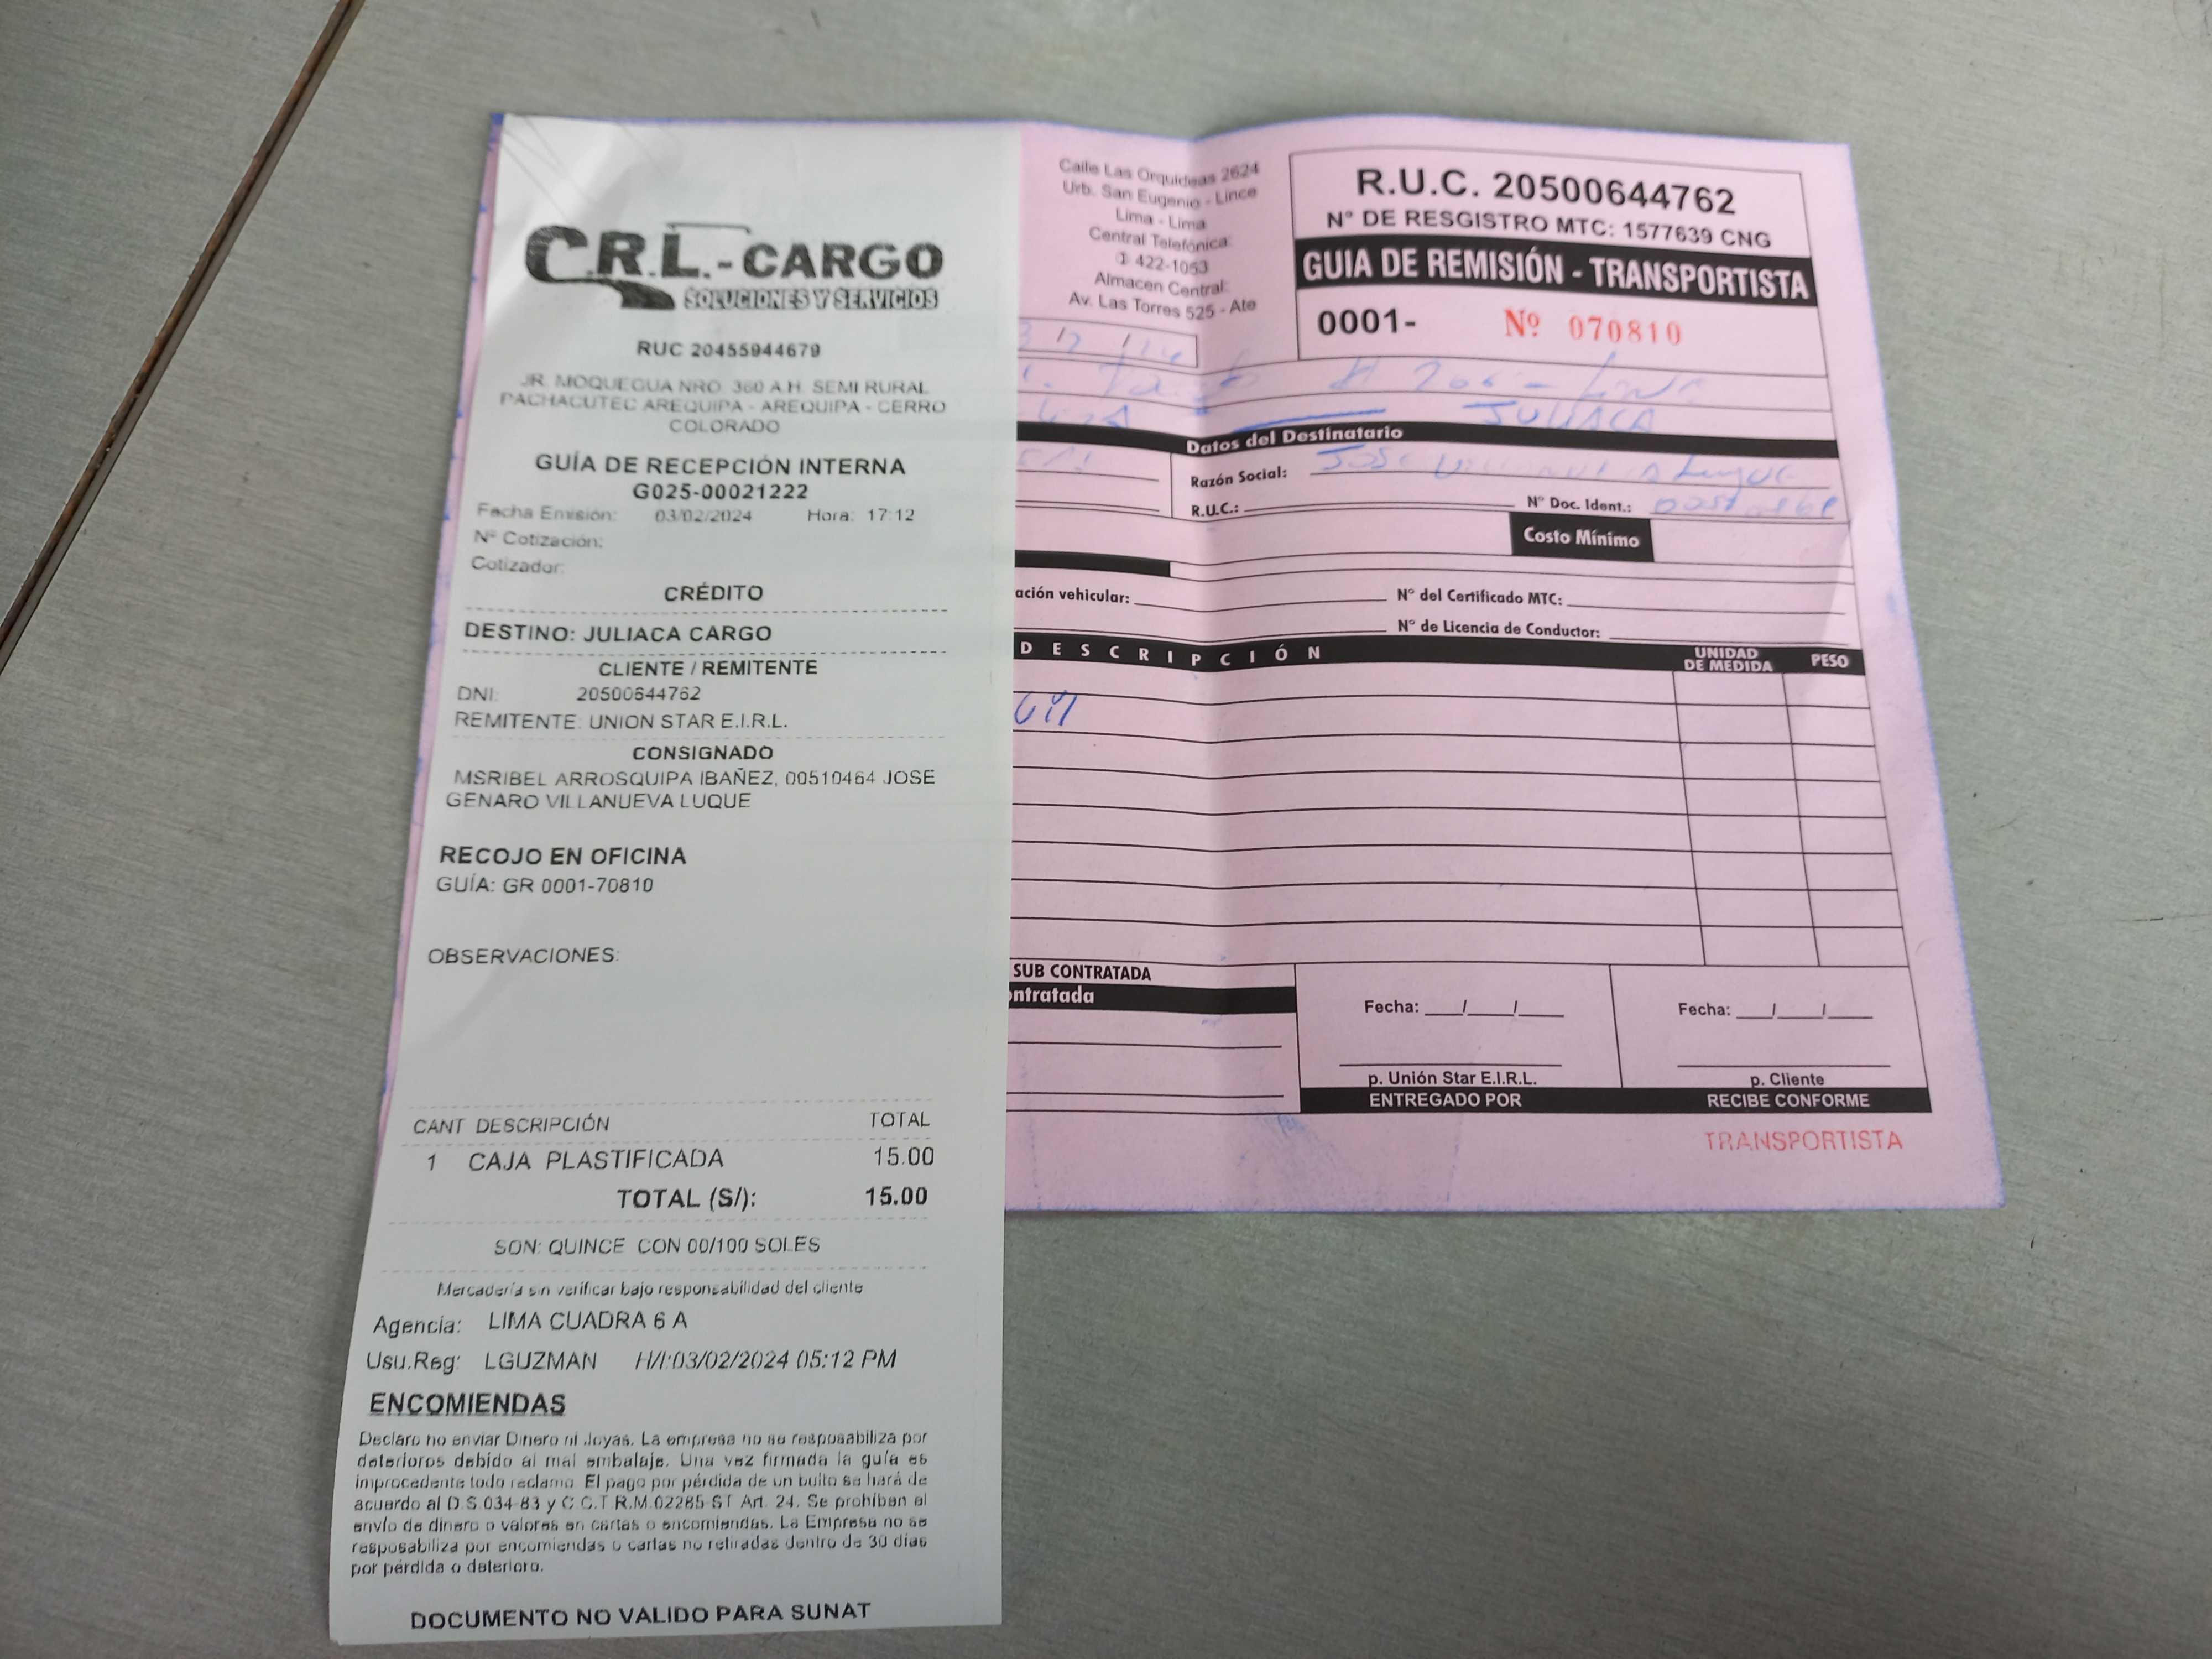 C.R.L.-CARGO
SOLUCIONES Y SERVICIOS
RUC 20455944679
JR. MOQUEGUA NRO. 360 A.H. SEMI RURAL
PACHACUTEC AREQUIPA - AREQUIPA - CERRO
COLORADO
GUÍA DE RECEPCIÓN INTERNA
G025-00021222
Fecha Emisión: 03/02/2024 Hora: 17:12
Nº Cotización:
Cotizador:
CRÉDITO
DESTINO: JULIACA CARGO
CLIENTE / REMITENTE
DNI: 20500644762
REMITENTE: UNION STAR E.I.R.L.
CONSIGNADO
MSRIBEL ARROSQUIPA IBAÑEZ, 00510464 JOSE
GENARO VILLANUEVA LUQUE
RECOJO EN OFICINA
GUÍA: GR 0001-70810
OBSERVACIONES:
CANT DESCRIPCIÓN TOTAL
1 CAJA PLASTIFICADA 15.00
TOTAL (S/): 15.00
SON: QUINCE CON 00/100 SOLES
Mercadería sin verificar bajo responsabilidad del cliente
Agencia: LIMA CUADRA 6 A
Usu.Reg: LGUZMAN H/I:03/02/2024 05:12 PM
ENCOMIENDAS
Declaro no enviar Dinero ni Joyas. La empresa no se resposabiliza por
deterioros debido al mal embalaje. Una vez firmada la guía es
improcedente todo reclamo. El pago por pérdida de un bulto se hará de
acuerdo al D.S.034-83 y C.C.T.R.M.02285-ST Art. 24. Se prohiben el
envío de dinero o valores en cartas o encomiendas. La Empresa no se
resposabiliza por encomiendas o cartas no retiradas dentro de 30 días
por pérdida o deterioro.
DOCUMENTO NO VALIDO PARA SUNAT
Calle Las Orquideas 2624
Urb. San Eugenio - Lince
Lima - Lima
Central Telefónica:
422-1053
Almacen Central:
Av. Las Torres 525 - Ate
R.U.C. 20500644762
N° DE RESGISTRO MTC: 1577639 CNG
GUIA DE REMISIÓN - TRANSPORTISTA
0001- Nº 070810
JULIACA
Datos del Destinatario
Razón Social: Jose Luque
R.U.C.: N° Doc. Ident.:
Costo Mínimo
ación vehicular: N° del Certificado MTC:
N° de Licencia de Conductor:
DESCRIPCIÓN UNIDAD DE MEDIDA PESO
SUB CONTRATADA
ontratada
Fecha: / /
p. Unión Star E.I.R.L.
ENTREGADO POR
Fecha: / /
p. Cliente
RECIBE CONFORME
TRANSPORTISTA